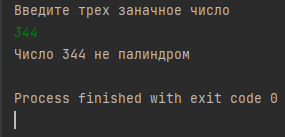 Введите трех заначное число
344
Число 344 не палиндром
Process finished with exit code 0